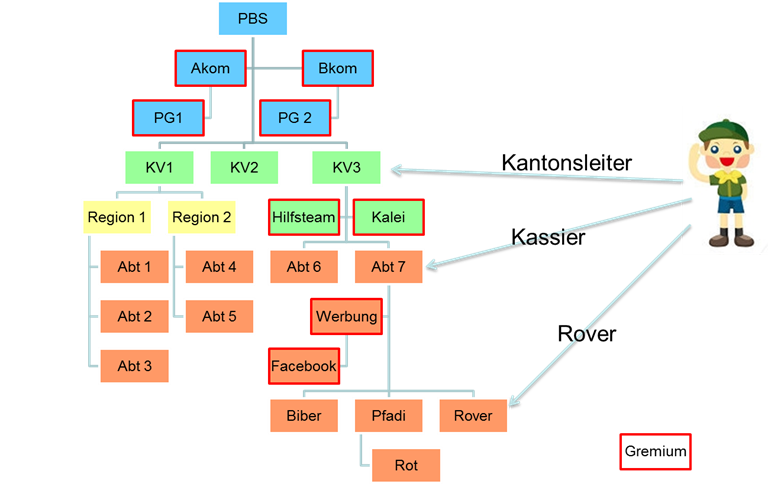 PBS
Akom
Bkom
PG1
PG 2
KV1
KV2
KV3
Kantonsleiter
Region 1
Region 2
Hilfsteam
Kalei
Kassier
Abt 1
Abt 4
Abt 6
Abt 7
Abt 2
Abt 5
Werbung
Rover
Abt 3
Facebook
Biber
Pfadi
Rover
Gremium
Rot